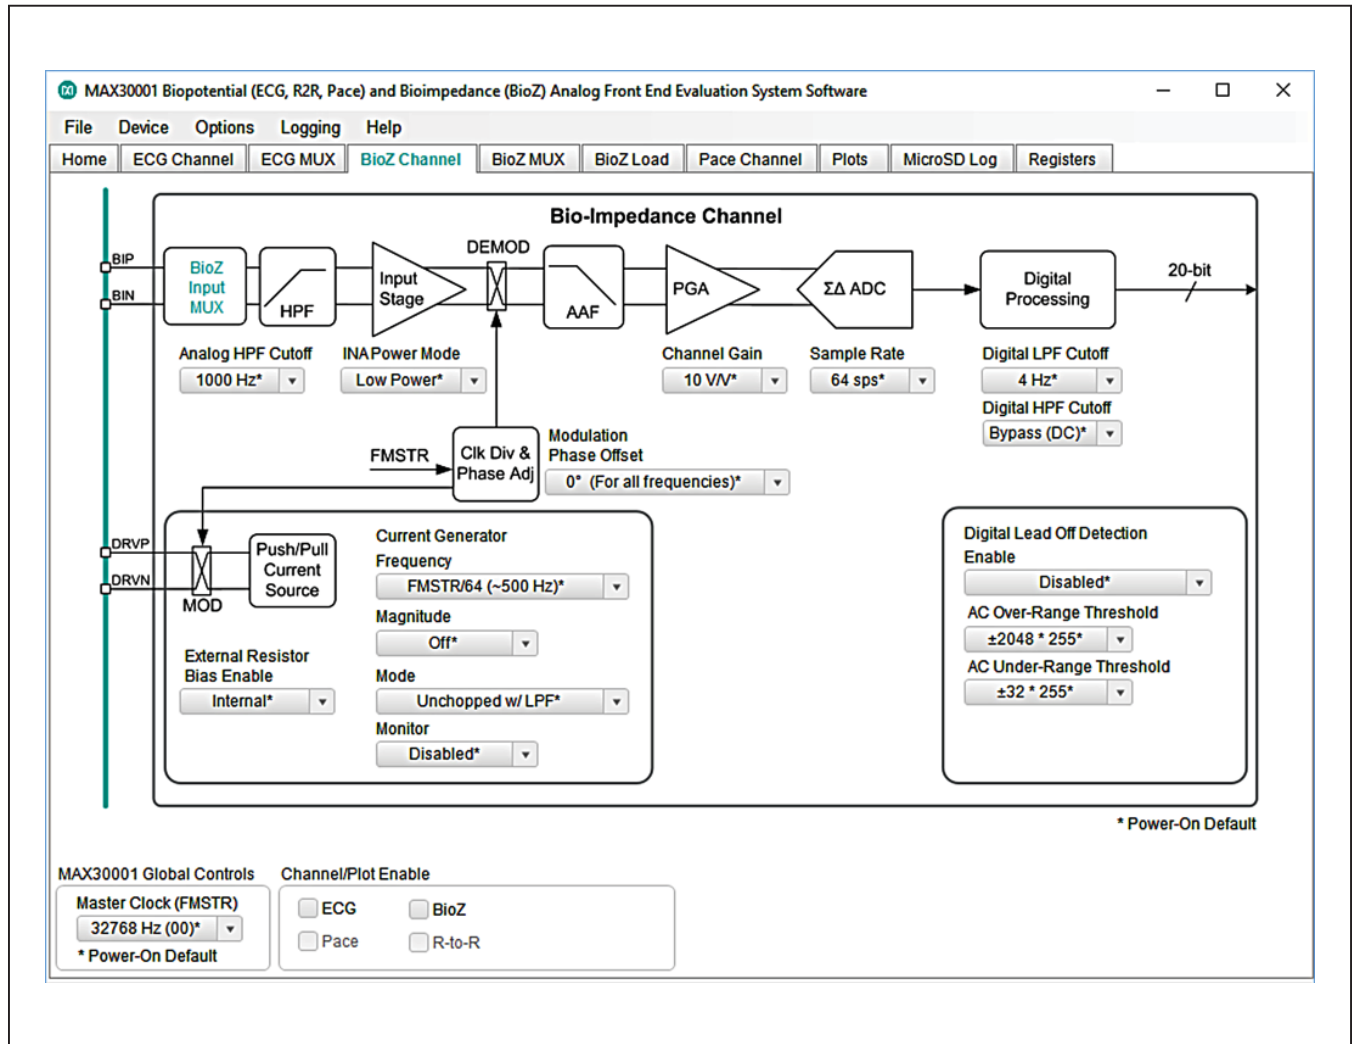 MAX30001 Biopotential (ECG, R2R, Pace) and Bioimpedance (BioZ) Analog Front End Evaluation System Software
File Device Options Logging Help
Home ECG Channel ECG MUX BioZ Channel BioZ MUX BioZ Load Pace Channel Plots MicroSD Log Registers
Bio-Impedance Channel
DEMOD
BIP
BIN
BioZ
Input
MUX
HPF
Input
Stage
AAF
PGA
ΣΔ ADC
Digital
Processing
20-bit
Analog HPF Cutoff
1000 Hz*
INA Power Mode
Low Power*
Channel Gain
10 V/V*
Sample Rate
64 sps*
Digital LPF Cutoff
4 Hz*
Digital HPF Cutoff
Bypass (DC)*
FMSTR
Clk Div &
Phase Adj
Modulation
Phase Offset
0° (For all frequencies)*
DRVP
DRVN
MOD
Push/Pull
Current
Source
External Resistor
Bias Enable
Internal*
Current Generator
Frequency
FMSTR/64 (~500 Hz)*
Magnitude
Off*
Mode
Unchopped w/ LPF*
Monitor
Disabled*
Digital Lead Off Detection
Enable
Disabled*
AC Over-Range Threshold
±2048 * 255*
AC Under-Range Threshold
±32 * 255*
* Power-On Default
MAX30001 Global Controls
Master Clock (FMSTR)
32768 Hz (00)*
* Power-On Default
Channel/Plot Enable
ECG BioZ
Pace R-to-R